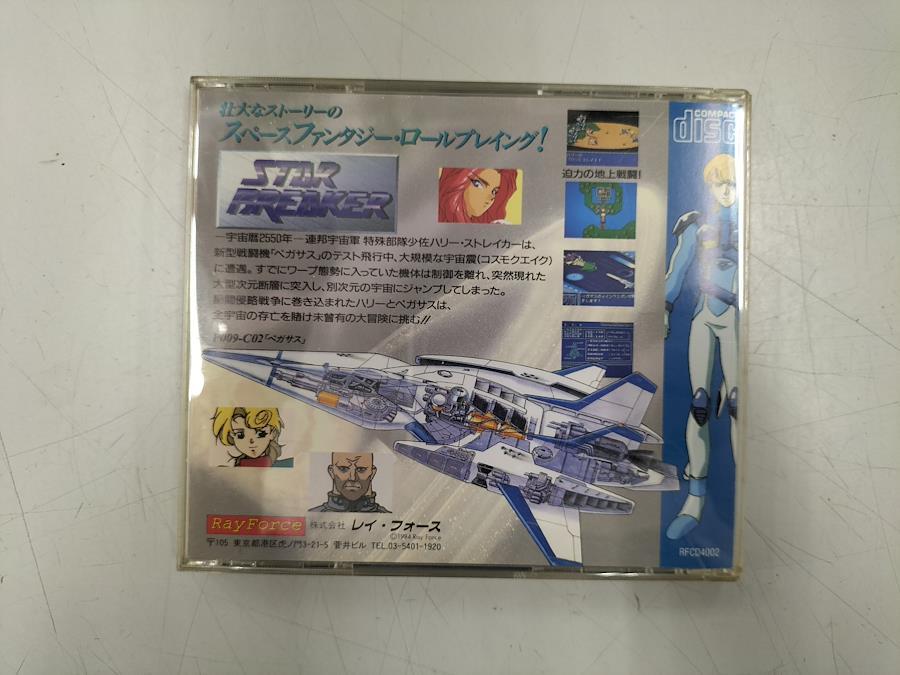 壮大なストーリーの
スペースファンタジー・ロールプレイング!
STAR
BREAKER
COMPACT
disc
迫力の地上戦闘!
—宇宙暦2550年—連邦宇宙軍 特殊部隊少佐ハリー・ストレイカーは、
新型戦闘機「ペガサス」のテスト飛行中、大規模な宇宙震(コスモクエイク)
に遭遇。すでにワープ態勢に入っていた機体は制御を離れ、突然現れた
大型次元断層に突入し、別次元の宇宙にジャンプしてしまった。
星間侵略戦争に巻き込まれたハリーとペガサスは、
全宇宙の存亡を賭け未曾有の大冒険に挑む!!
F009-C02「ペガサス」
RayForce 株式会社 レイ・フォース
©1994 Ray Force
〒105 東京都港区虎ノ門3-21-5 菅井ビル TEL.03-5401-1920
RFCD4002